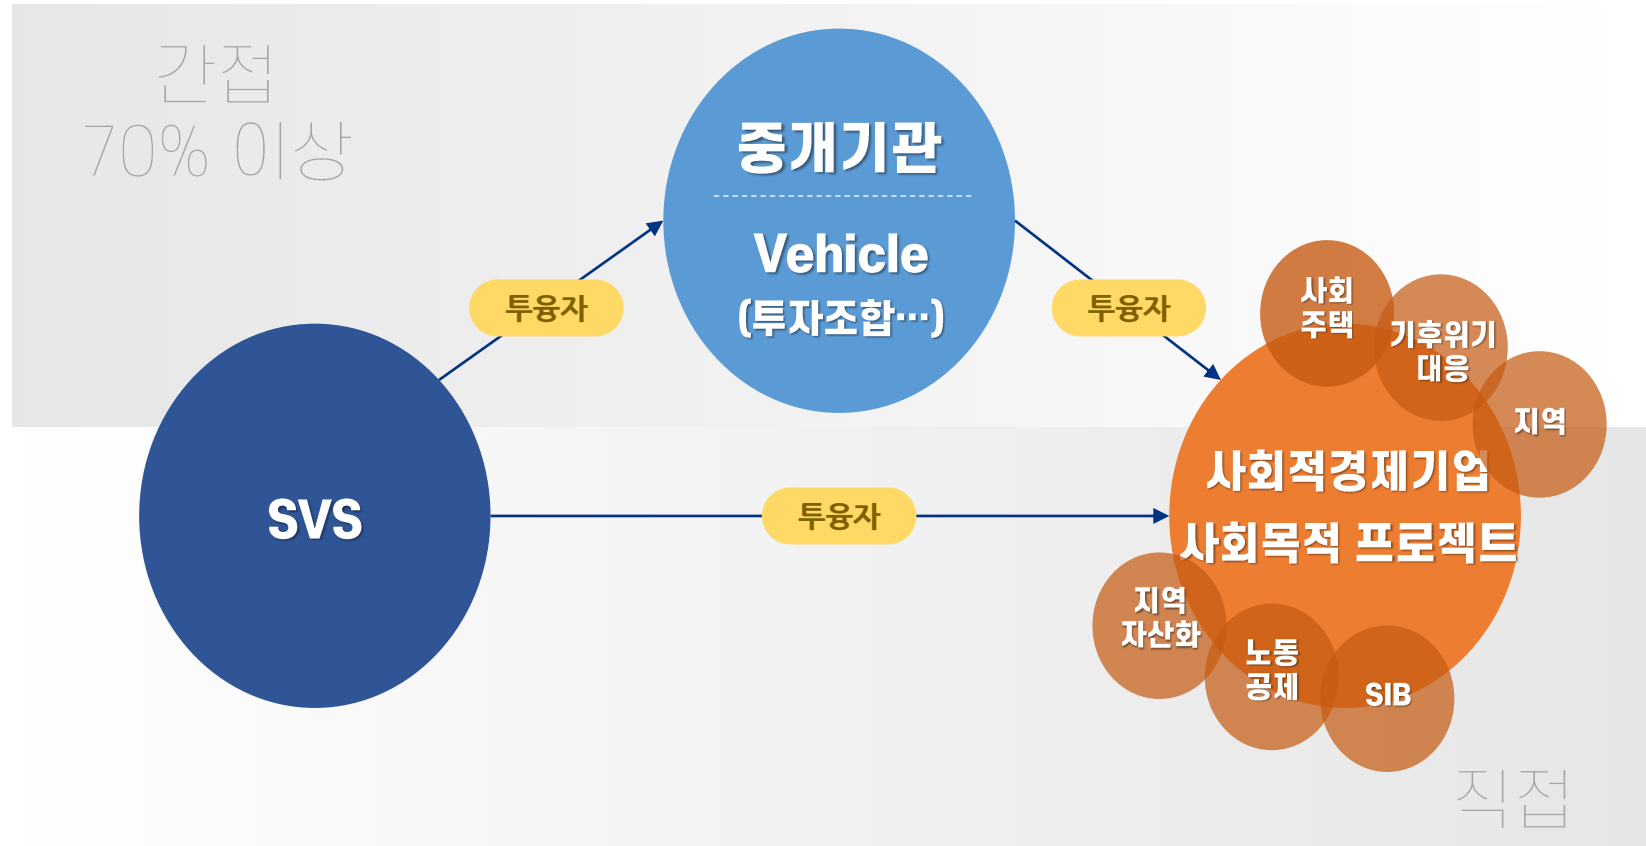 간접
70% 이상
중개기관
Vehicle
(투자조합…)
투융자
투융자
SVS
투융자
사회
주택
기후위기
대응
지역
사회적경제기업
사회목적 프로젝트
지역
자산화
노동
공제
SIB
직접